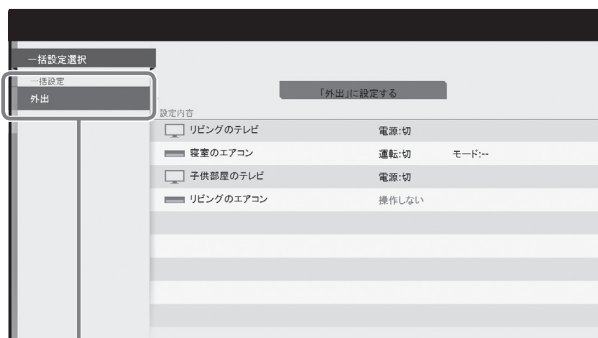 一括設定選択
一括設定
外出
「外出」に設定する
設定内容
リビングのテレビ 電源:切
寝室のエアコン 運転:切 モード:--
子供部屋のテレビ 電源:切
リビングのエアコン 操作しない